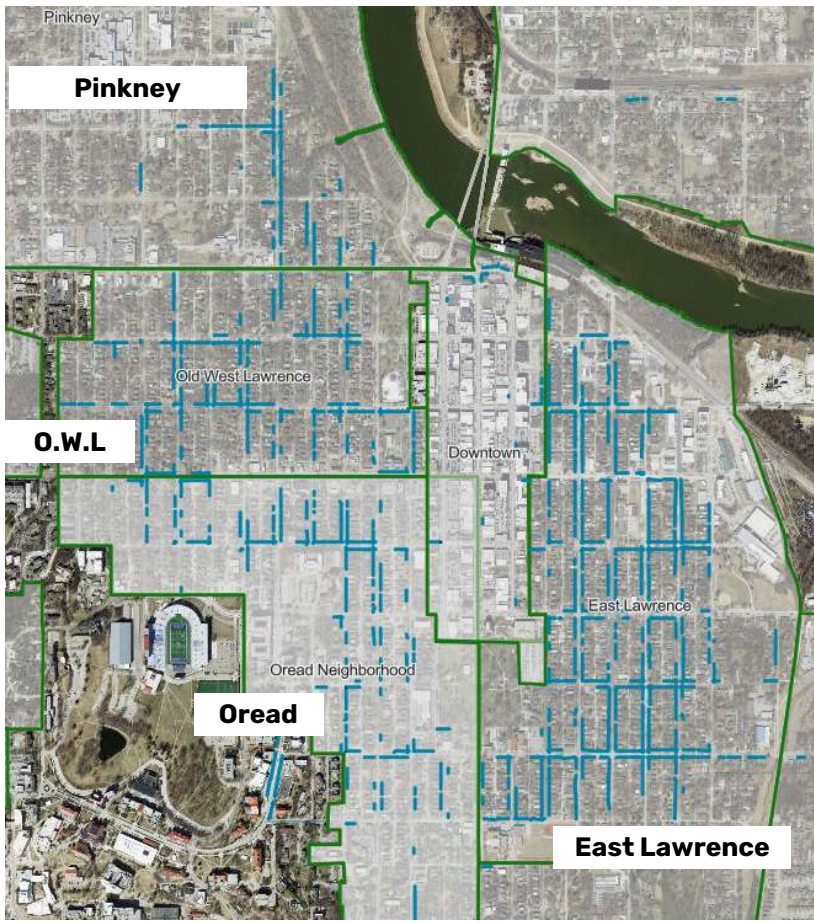 Pinkney
Pinkney
Old West Lawrence
O.W.L
Downtown
East Lawrence
Oread Neighborhood
Oread
East Lawrence